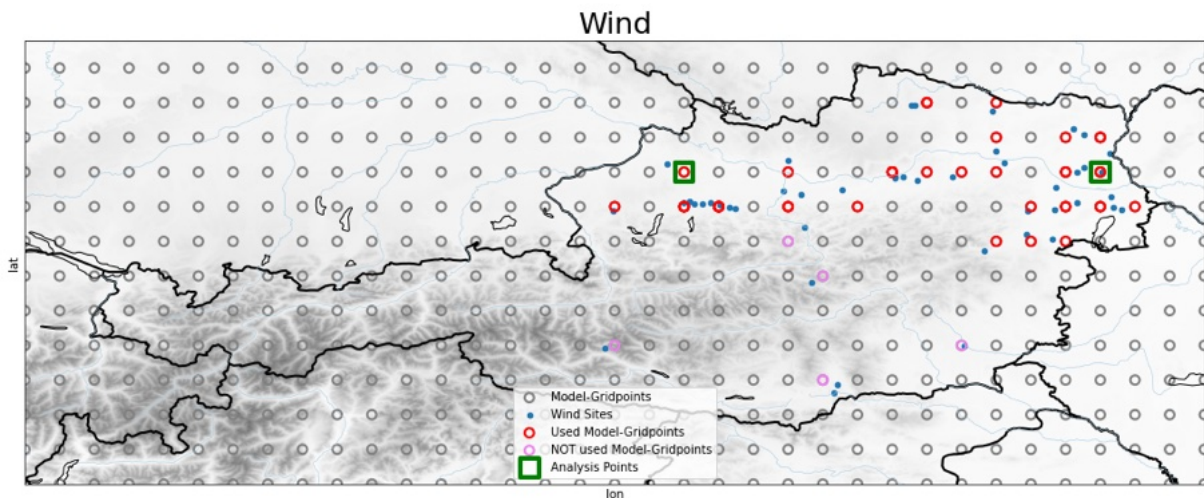 Wind
lat
Model-Gridpoints
Wind Sites
Used Model-Gridpoints
NOT used Model-Gridpoints
Analysis Points
lon